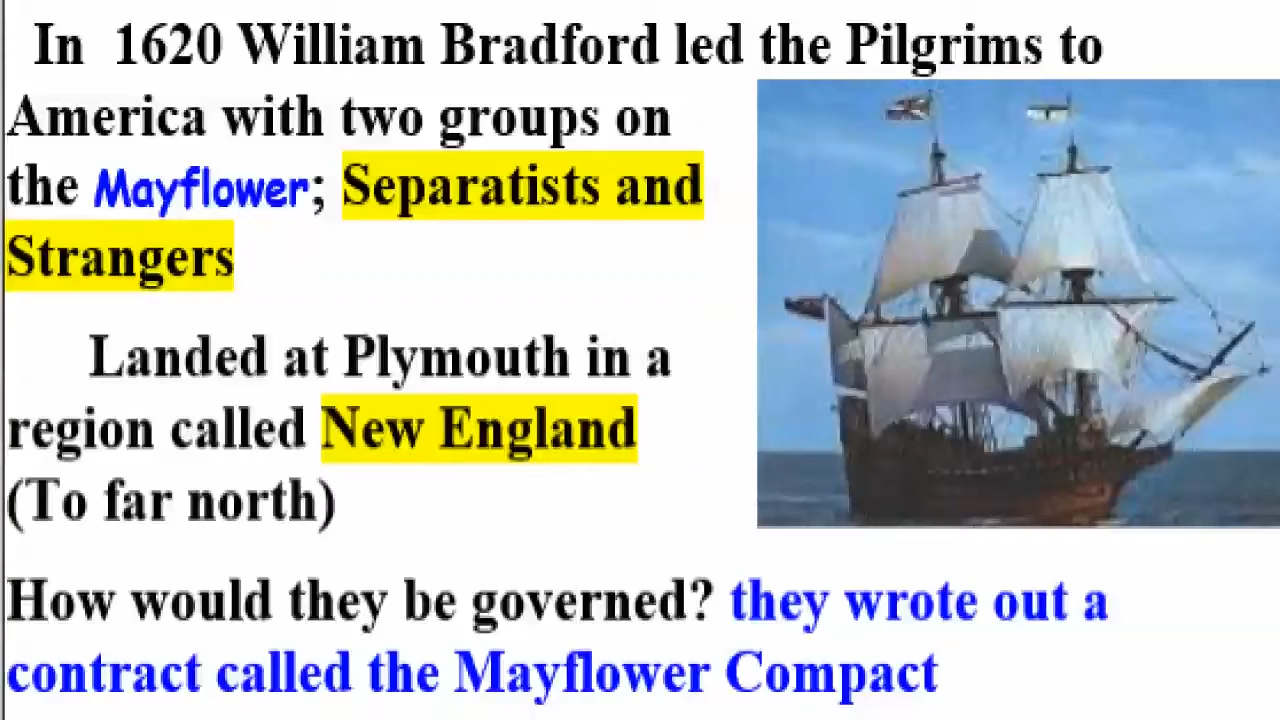 In 1620 William Bradford led the Pilgrims to
America with two groups on
the Mayflower; Separatists and
Strangers
Landed at Plymouth in a
region called New England
(To far north)
How would they be governed? they wrote out a
contract called the Mayflower Compact